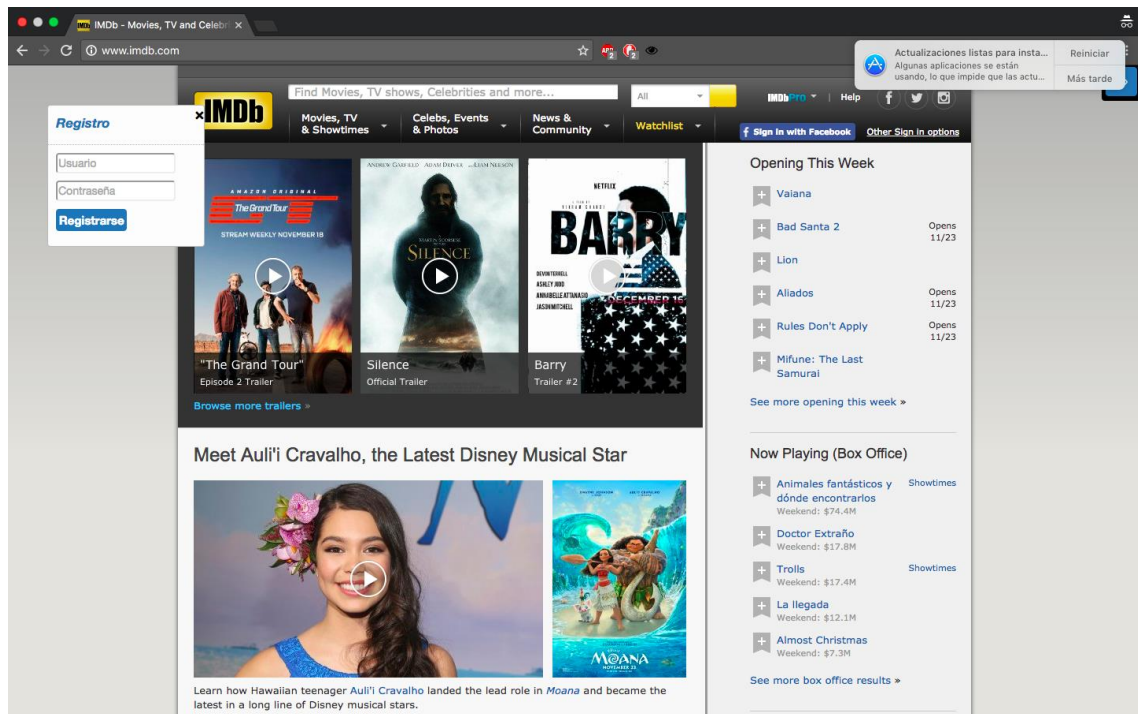 IMDb - Movies, TV and Celebri
www.imdb.com
Actualizaciones listas para insta...
Algunas aplicaciones se están
usando, lo que impide que las actu...
Reiniciar
Más tarde
IMDb
Find Movies, TV shows, Celebrities and more...
All
IMDbPro
Help
Movies, TV
& Showtimes
Celebs, Events
& Photos
News &
Community
Watchlist
Sign in with Facebook
Other Sign in options
Registro
Usuario
Contraseña
Registrarse
AMAZON ORIGINAL
The Grand Tour
GT
STREAM WEEKLY NOVEMBER 18
"The Grand Tour"
Episode 2 Trailer
ANDREW GARFIELD ADAM DRIVER AND LIAM NEESON
SILENCE
Silence
Official Trailer
NETFLIX
BARRY
DEVON TERRELL
ASHLEY JUDD
ANNABELLE ATTANASIO
JASON MITCHELL
DECEMBER 16
Barry
Trailer #2
Browse more trailers »
Meet Auli'i Cravalho, the Latest Disney Musical Star
MOANA
NOVEMBER 23
Learn how Hawaiian teenager Auli'i Cravalho landed the lead role in Moana and became the
latest in a long line of Disney musical stars.
Opening This Week
Vaiana
Bad Santa 2
Opens
11/23
Lion
Aliados
Opens
11/23
Rules Don't Apply
Opens
11/23
Mifune: The Last
Samurai
See more opening this week »
Now Playing (Box Office)
Animales fantásticos y
dónde encontrarlos
Showtimes
Weekend: $74.4M
Doctor Extraño
Weekend: $17.8M
Trolls
Showtimes
Weekend: $17.4M
La llegada
Weekend: $12.1M
Almost Christmas
Weekend: $7.3M
See more box office results »